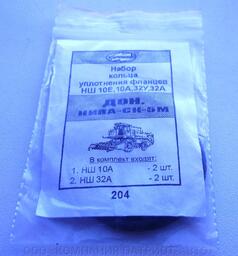 Набор
кольца
уплотнения фланцев
НШ 10Е,10А,32У,32А
ДОН,
НИВА-СК-5М
В комплект входят:
1. НШ 10А - 2 шт.
2. НШ 32А - 2 шт.
204